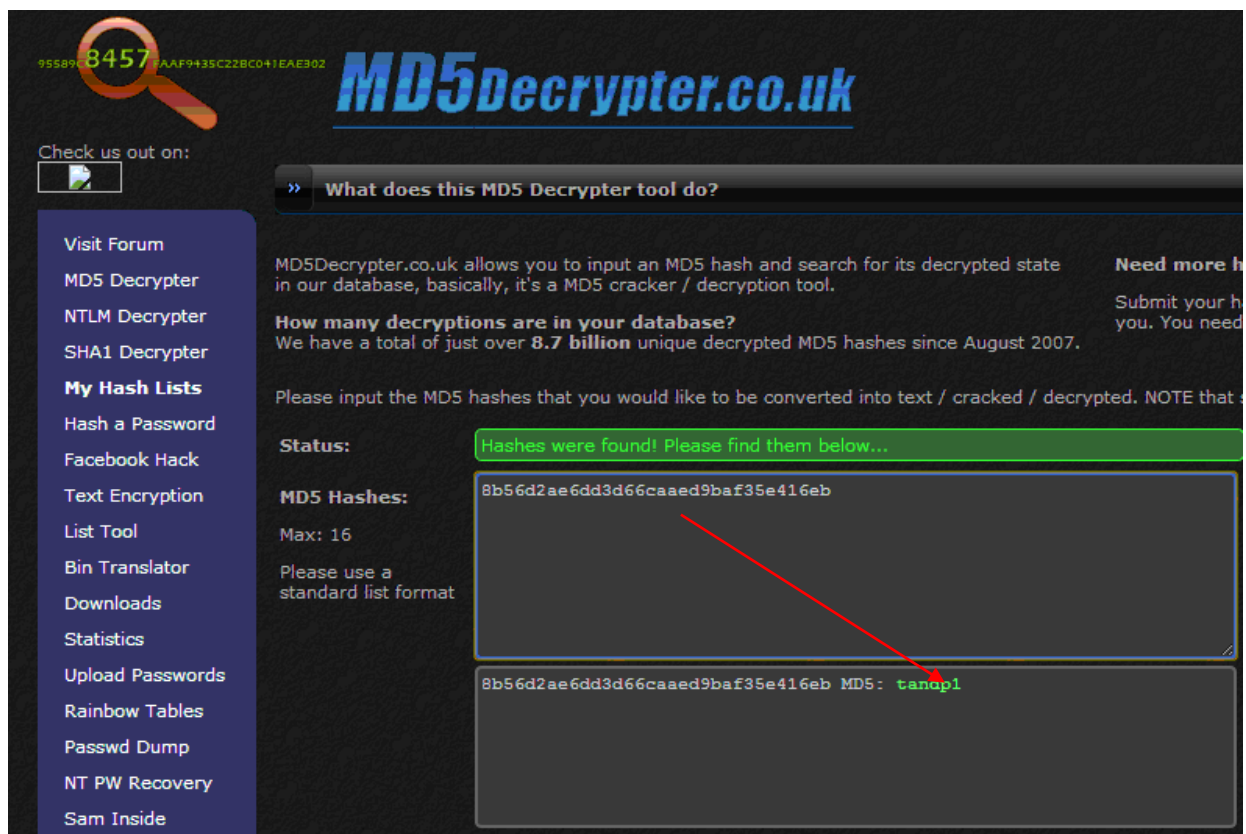 95589C8457FAAF9435C22BC041EAE302
MD5Decrypter.co.uk
Check us out on:
» What does this MD5 Decrypter tool do?
Visit Forum
MD5 Decrypter
NTLM Decrypter
SHA1 Decrypter
My Hash Lists
Hash a Password
Facebook Hack
Text Encryption
List Tool
Bin Translator
Downloads
Statistics
Upload Passwords
Rainbow Tables
Passwd Dump
NT PW Recovery
Sam Inside
MD5Decrypter.co.uk allows you to input an MD5 hash and search for its decrypted state
in our database, basically, it's a MD5 cracker / decryption tool.
How many decryptions are in your database?
We have a total of just over 8.7 billion unique decrypted MD5 hashes since August 2007.
Need more h
Submit your h
you. You need
Please input the MD5 hashes that you would like to be converted into text / cracked / decrypted. NOTE that s
Status:
Hashes were found! Please find them below...
MD5 Hashes:
Max: 16
Please use a
standard list format
8b56d2ae6dd3d66caaed9baf35e416eb
8b56d2ae6dd3d66caaed9baf35e416eb MD5: tandp1